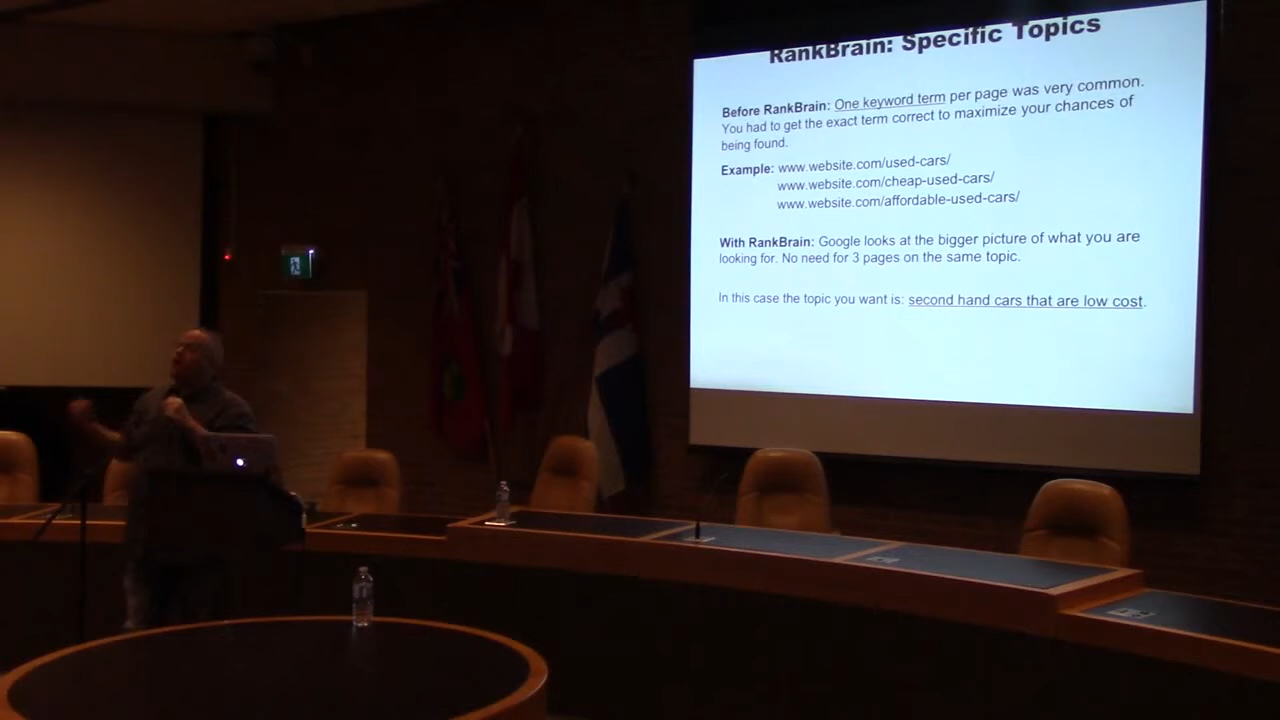 RankBrain: Specific Topics
Before RankBrain: One keyword term per page was very common.
You had to get the exact term correct to maximize your chances of
being found.
Example: www.website.com/used-cars/
www.website.com/cheap-used-cars/
www.website.com/affordable-used-cars/
With RankBrain: Google looks at the bigger picture of what you are
looking for. No need for 3 pages on the same topic.
In this case the topic you want is: second hand cars that are low cost.